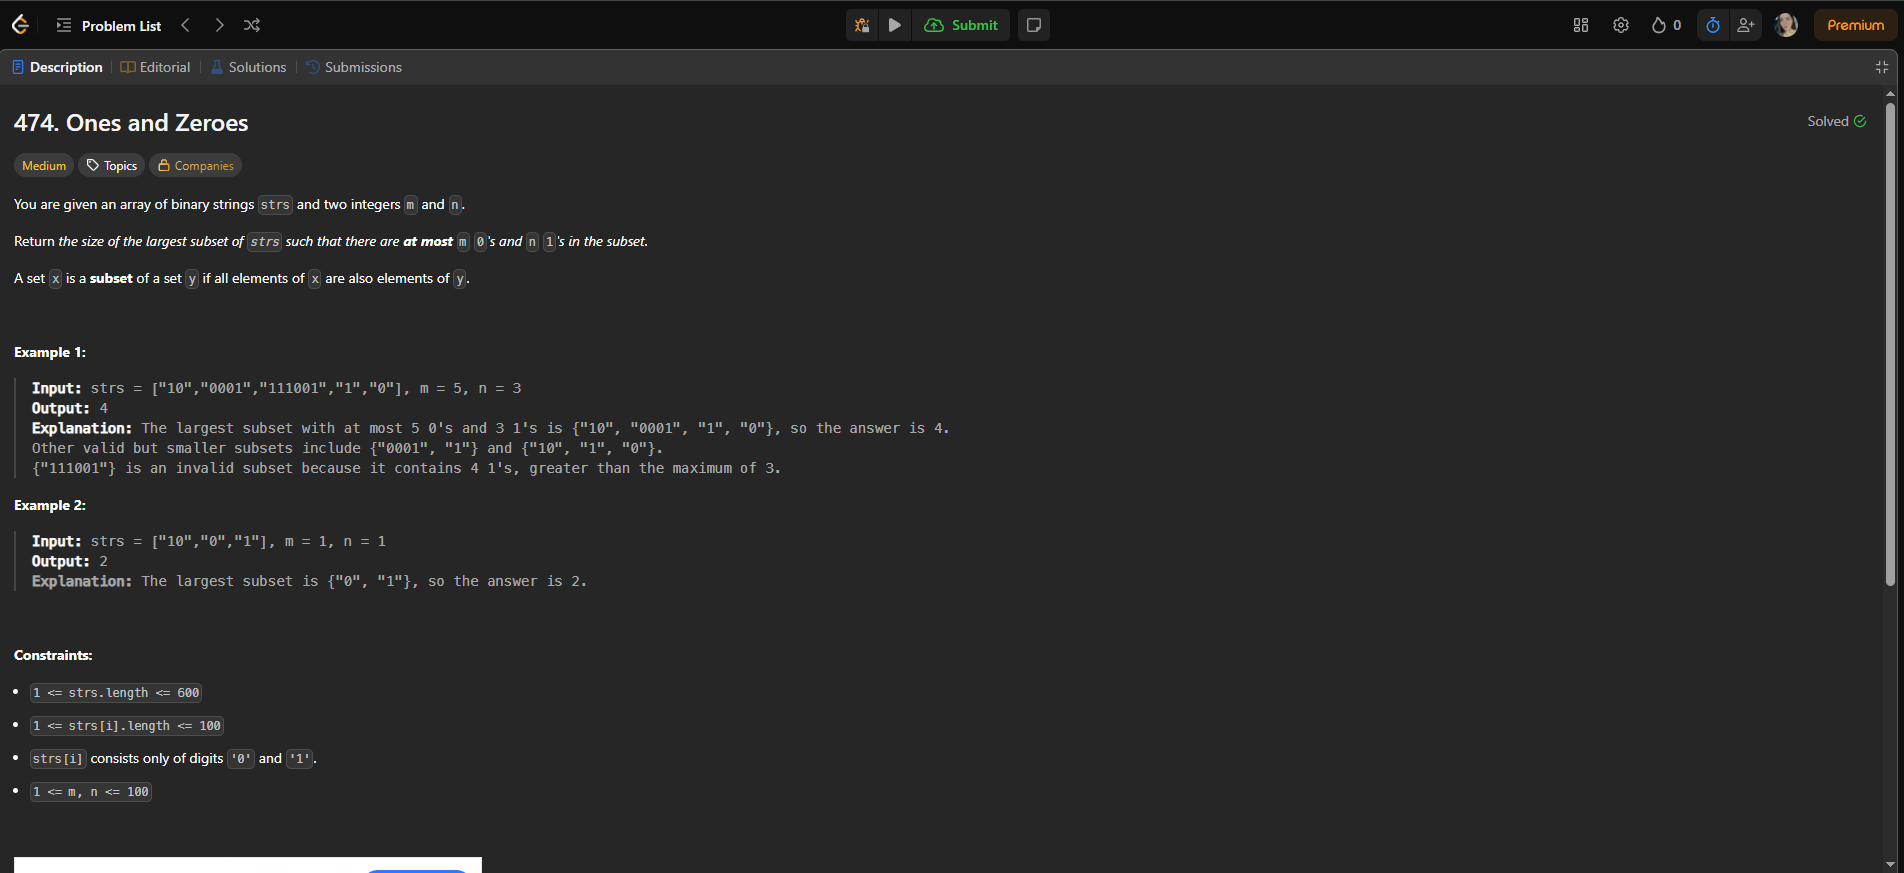 Problem List
Submit
0
Premium
Description
Editorial
Solutions
Submissions
474. Ones and Zeroes
Solved
Medium
Topics
Companies
You are given an array of binary strings strs and two integers m and n.
Return the size of the largest subset of strs such that there are at most m 0's and n 1's in the subset.
A set x is a subset of a set y if all elements of x are also elements of y.
Example 1:
Input: strs = ["10","0001","111001","1","0"], m = 5, n = 3
Output: 4
Explanation: The largest subset with at most 5 0's and 3 1's is {"10", "0001", "1", "0"}, so the answer is 4.
Other valid but smaller subsets include {"0001", "1"} and {"10", "1", "0"}.
{"111001"} is an invalid subset because it contains 4 1's, greater than the maximum of 3.
Example 2:
Input: strs = ["10","0","1"], m = 1, n = 1
Output: 2
Explanation: The largest subset is {"0", "1"}, so the answer is 2.
Constraints:
• 1 <= strs.length <= 600
• 1 <= strs[i].length <= 100
• strs[i] consists only of digits '0' and '1'.
• 1 <= m, n <= 100